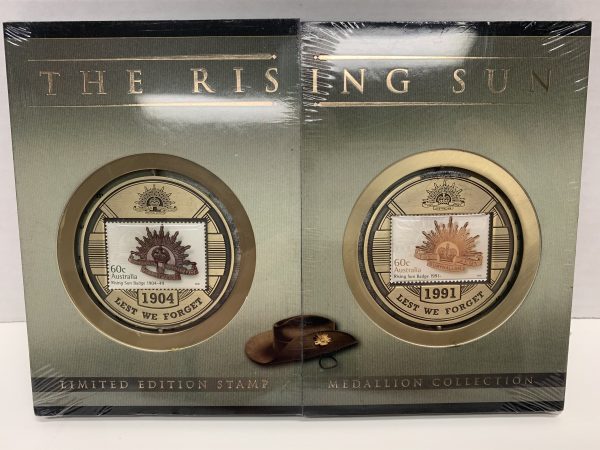 THE RISING SUN
60c
Australia
Rising Sun Badge 1904-49
1904
LEST WE FORGET
60c
Australia
Rising Sun Badge 1991-
1991
LEST WE FORGET
LIMITED EDITION STAMP
MEDALLION COLLECTION